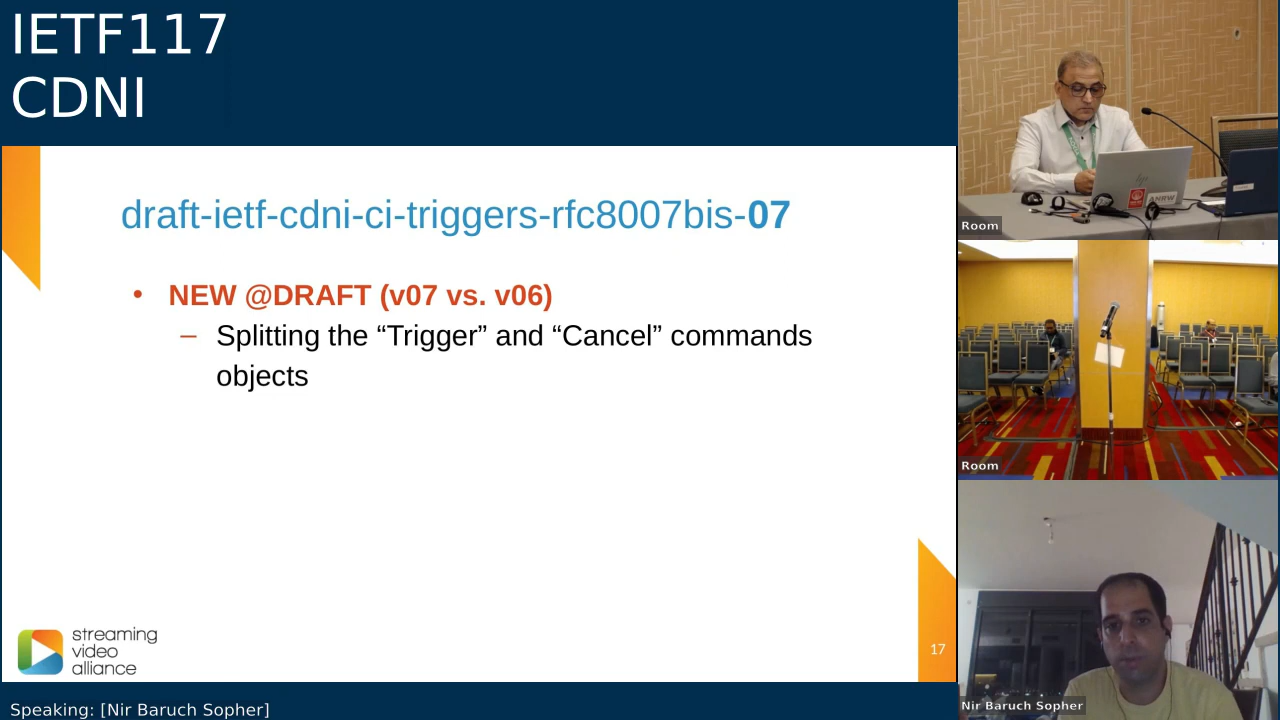 IETF117
CDNI
draft-ietf-cdni-ci-triggers-rfc8007bis-07
• NEW @DRAFT (v07 vs. v06)
– Splitting the “Trigger” and “Cancel” commands
objects
streaming
video
alliance
17
Speaking: [Nir Baruch Sopher]
Room
hp
Room
Nir Baruch Sopher